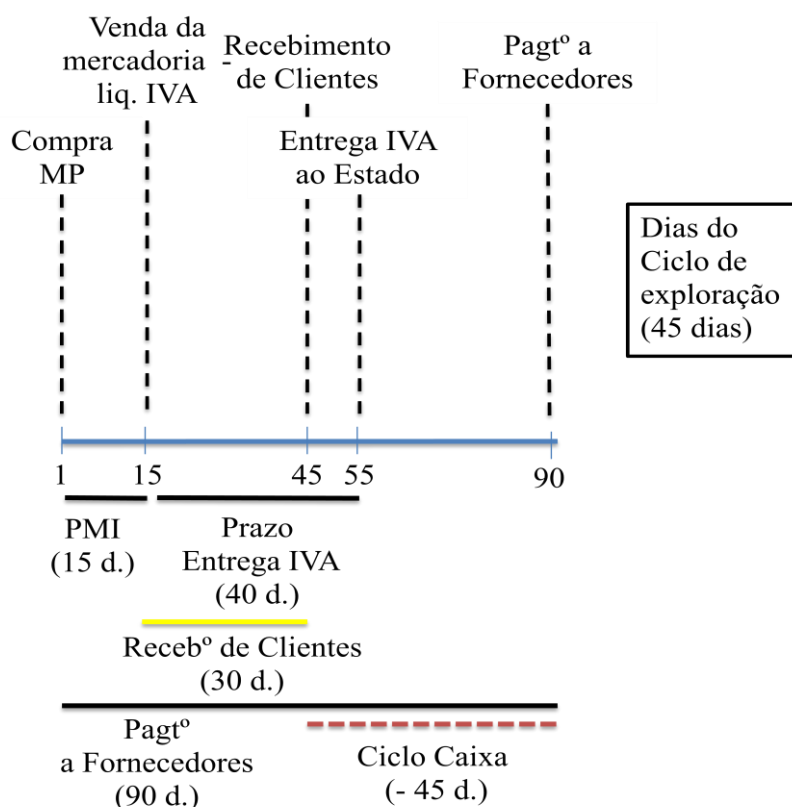 Venda da
mercadoria -
liq. IVA
Recebimento
de Clientes
Pagtº a
Fornecedores
Compra
MP
Entrega IVA
ao Estado
Dias do
Ciclo de
exploração
(45 dias)
1 15 45 55 90
PMI
(15 d.)
Prazo
Entrega IVA
(40 d.)
Recebº de Clientes
(30 d.)
Pagtº
a Fornecedores
(90 d.)
Ciclo Caixa
(- 45 d.)